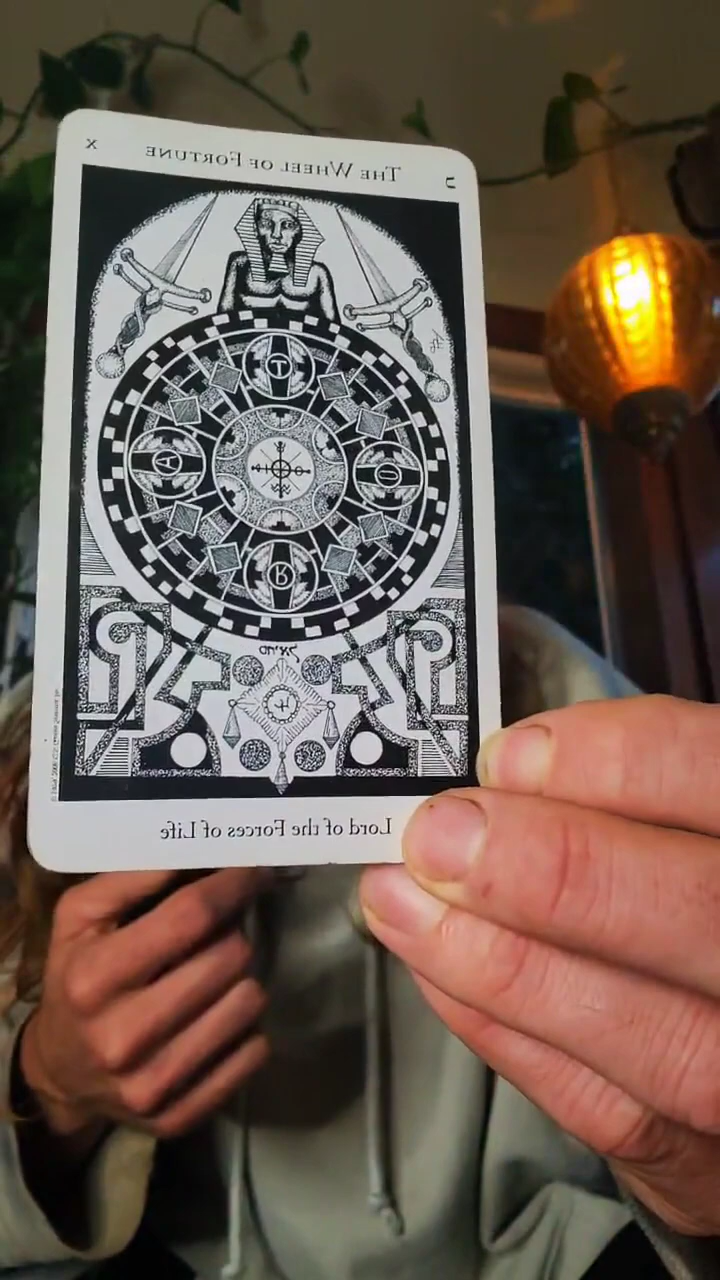 X THE WHEEL OF FORTUNE כ
T
A O
R
Lord of the Forces of Life